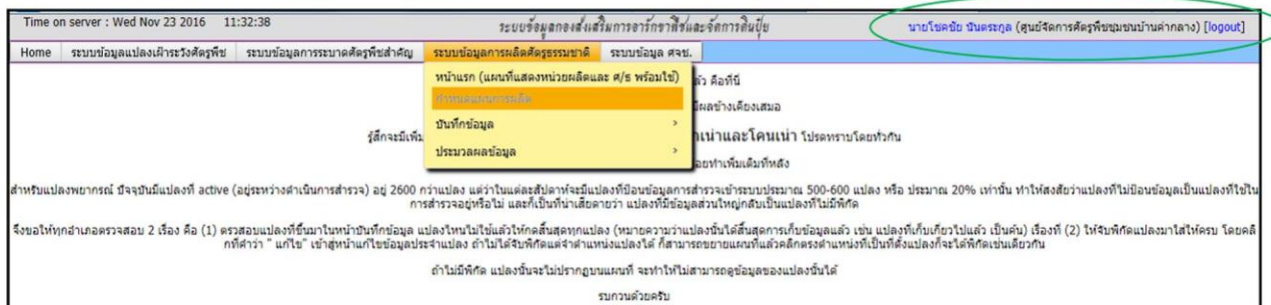 Time on server : Wed Nov 23 2016 11:32:38
ระบบข้อมูลกองส่งเสริมการอารักขาพืชและจัดการดินปุ๋ย
นายโชคชัย ขันตระกูล (ศูนย์จัดการศัตรูพืชชุมชนบ้านค่ากลาง) [logout]
Home ระบบข้อมูลแปลงเฝ้าระวังศัตรูพืช ระบบข้อมูลการระบาดศัตรูพืชสำคัญ ระบบข้อมูลการผลิตศัตรูธรรมชาติ ระบบข้อมูล ศจช.
หน้าแรก (แผนที่แสดงหน่วยผลิตและ ศ/ธ พร้อมใช้) ล้ว คือที่นี่
กำหนดแผนการผลิต มีผลข้างเคียงเสมอ
รู้สึกจะมีเพิ่ม บันทึกข้อมูล > เน่าและโคนเน่า โปรดทราบโดยทั่วกัน
ประมวลผลข้อมูล > อยทำเพิ่มเติมทีหลัง
สำหรับแปลงพยากรณ์ ปัจจุบันมีแปลงที่ active (อยู่ระหว่างดำเนินการสำรวจ) อยู่ 2600 กว่าแปลง แต่ว่าในแต่ละสัปดาห์จะมีแปลงที่ป้อนข้อมูลการสำรวจเข้าระบบประมาณ 500-600 แปลง หรือ ประมาณ 20% เท่านั้น ทำให้สงสัยว่าแปลงที่ไม่ป้อนข้อมูลเป็นแปลงที่ใช้ใน
การสำรวจอยู่หรือไม่ และก็เป็นที่น่าเสียดายว่า แปลงที่มีข้อมูลส่วนใหญ่กลับเป็นแปลงที่ไม่มีพิกัด
จึงขอให้ทุกอำเภอตรวจสอบ 2 เรื่อง คือ (1) ตรวจสอบแปลงที่ขึ้นมาในหน้าบันทึกข้อมูล แปลงไหนไม่ใช้แล้วให้กดสิ้นสุดทุกแปลง (หมายความว่าแปลงนั้นได้สิ้นสุดการเก็บข้อมูลแล้ว เช่น แปลงที่เก็บเกี่ยวไปแล้ว เป็นต้น) เรื่องที่ (2) ให้จับพิกัดแปลงมาใส่ให้ครบ โดยคลิ
กที่คำว่า " แก้ไข" เข้าสู่หน้าแก้ไขข้อมูลประจำแปลง ถ้าไม่ได้จับพิกัดแต่จำตำแหน่งแปลงได้ ก็สามารถขยายแผนที่แล้วคลิกตรงตำแหน่งที่เป็นที่ตั้งแปลงก็จะได้พิกัดเช่นเดียวกัน
ถ้าไม่มีพิกัด แปลงนั้นจะไม่ปรากฏบนแผนที่ จะทำให้ไม่สามารถดูข้อมูลของแปลงนั้นได้
รบกวนด้วยครับ